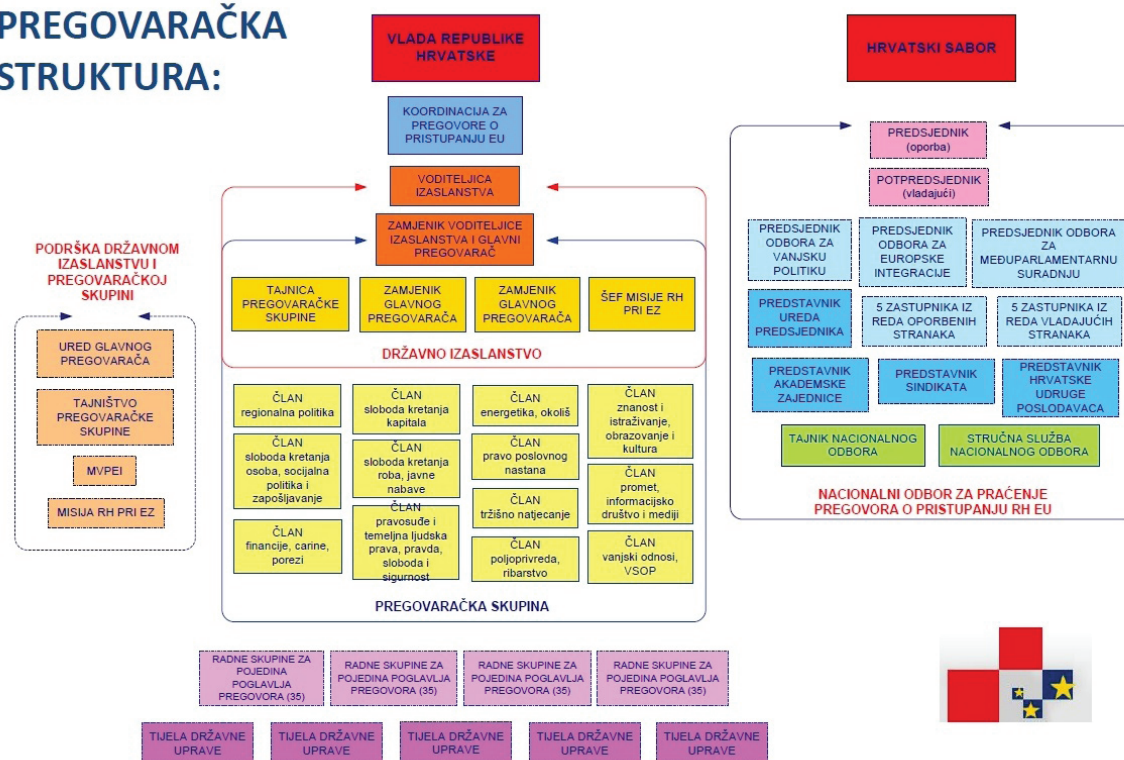 PREGOVARAČKA
STRUKTURA:
VLADA REPUBLIKE
HRVATSKE
KOORDINACIJA ZA
PREGOVORE O
PRISTUPANJU EU
VODITELJICA
IZASLANSTVA
ZAMJENIK VODITELJICE
IZASLANSTVA I GLAVNI
PREGOVARAČ
TAJNICA
PREGOVARAČKE
SKUPINE
ZAMJENIK
GLAVNOG
PREGOVARAČA
ZAMJENIK
GLAVNOG
PREGOVARAČA
ŠEF MISIJE RH
PRI EZ
DRŽAVNO IZASLANSTVO
PODRŠKA DRŽAVNOM
IZASLANSTVU I
PREGOVARAČKOJ
SKUPINI
URED GLAVNOG
PREGOVARAČA
TAJNIŠTVO
PREGOVARAČKE
SKUPINE
MVPEI
MISIJA RH PRI EZ
ČLAN
regionalna politika
ČLAN
sloboda kretanja
kapitala
ČLAN
energetika, okoliš
ČLAN
znanost i
istraživanje,
obrazovanje i
kultura
ČLAN
sloboda kretanja
osoba, socijalna
politika i
zapošljavanje
ČLAN
sloboda kretanja
roba, javne
nabave
ČLAN
pravo poslovnog
nastana
ČLAN
promet,
informacijsko
društvo i mediji
ČLAN
financije, carine,
porezi
ČLAN
pravosuđe i
temeljna ljudska
prava, pravda,
sloboda i
sigurnost
ČLAN
tržišno natjecanje
ČLAN
poljoprivreda,
ribarstvo
ČLAN
vanjski odnosi,
VSOP
PREGOVARAČKA SKUPINA
RADNE SKUPINE ZA
POJEDINA
POGLAVLJA
PREGOVORA (35)
RADNE SKUPINE ZA
POJEDINA POGLAVLJA
PREGOVORA (35)
RADNE SKUPINE ZA
POJEDINA POGLAVLJA
PREGOVORA (35)
RADNE SKUPINE ZA
POJEDINA POGLAVLJA
PREGOVORA (35)
TIJELA DRŽAVNE
UPRAVE
TIJELA DRŽAVNE
UPRAVE
TIJELA DRŽAVNE
UPRAVE
TIJELA DRŽAVNE
UPRAVE
TIJELA DRŽAVNE
UPRAVE
HRVATSKI SABOR
PREDSJEDNIK
(oporba)
POTPREDSJEDNIK
(vladajući)
PREDSJEDNIK
ODBORA ZA
VANJSKU
POLITIKU
PREDSJEDNIK
ODBORA ZA
EUROPSKE
INTEGRACIJE
PREDSJEDNIK ODBORA
ZA
MEĐUPARLAMENTARNU
SURADNJU
PREDSTAVNIK
UREDA
PREDSJEDNIKA
5 ZASTUPNIKA IZ
REDA OPORBENIH
STRANAKA
5 ZASTUPNIKA IZ
REDA VLADAJUĆIH
STRANAKA
PREDSTAVNIK
AKADEMSKE
ZAJEDNICE
PREDSTAVNIK
SINDIKATA
PREDSTAVNIK
HRVATSKE
UDRUGE
POSLODAVACA
TAJNIK NACIONALNOG
ODBORA
STRUČNA SLUŽBA
NACIONALNOG ODBORA
NACIONALNI ODBOR ZA PRAĆENJE
PREGOVORA O PRISTUPANJU RH EU